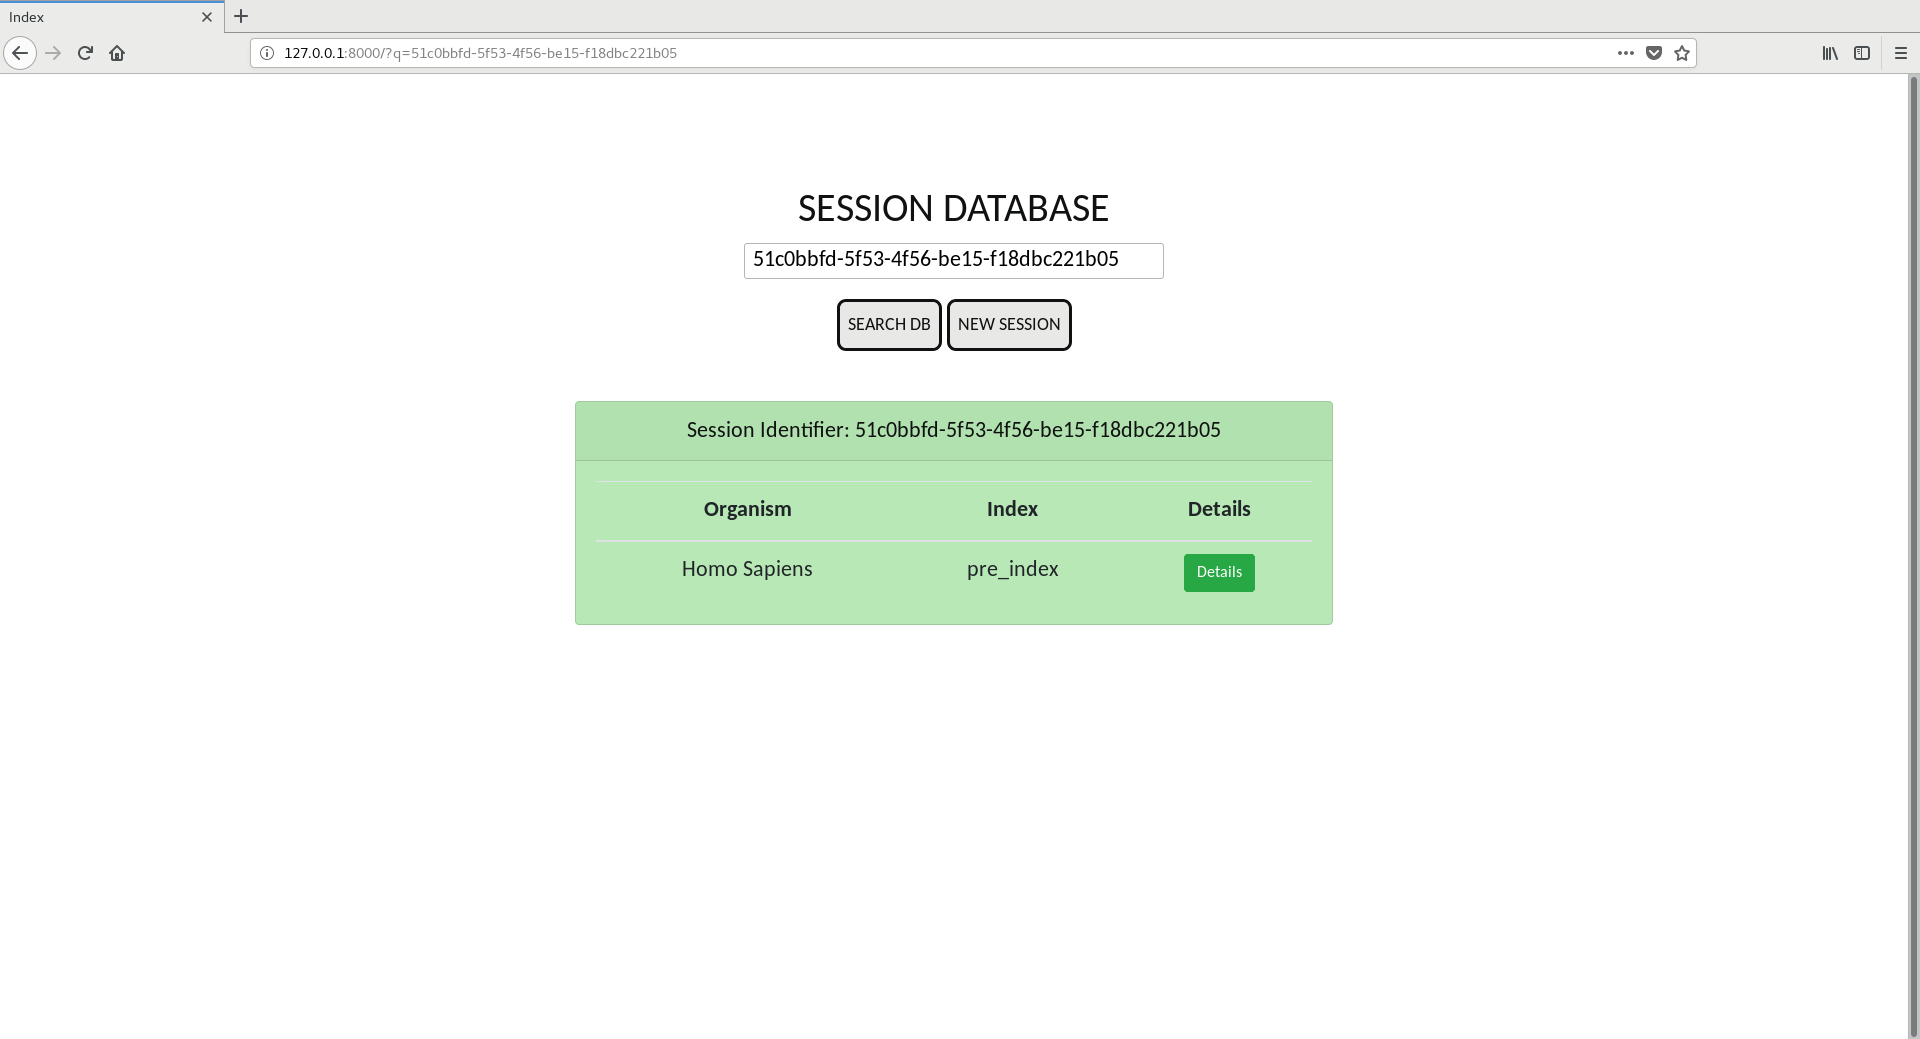 Index
127.0.0.1:8000/?q=51c0bbfd-5f53-4f56-be15-f18dbc221b05
SESSION DATABASE
51c0bbfd-5f53-4f56-be15-f18dbc221b05
SEARCH DB NEW SESSION
Session Identifier: 51c0bbfd-5f53-4f56-be15-f18dbc221b05
Organism Index Details
Homo Sapiens pre_index Details